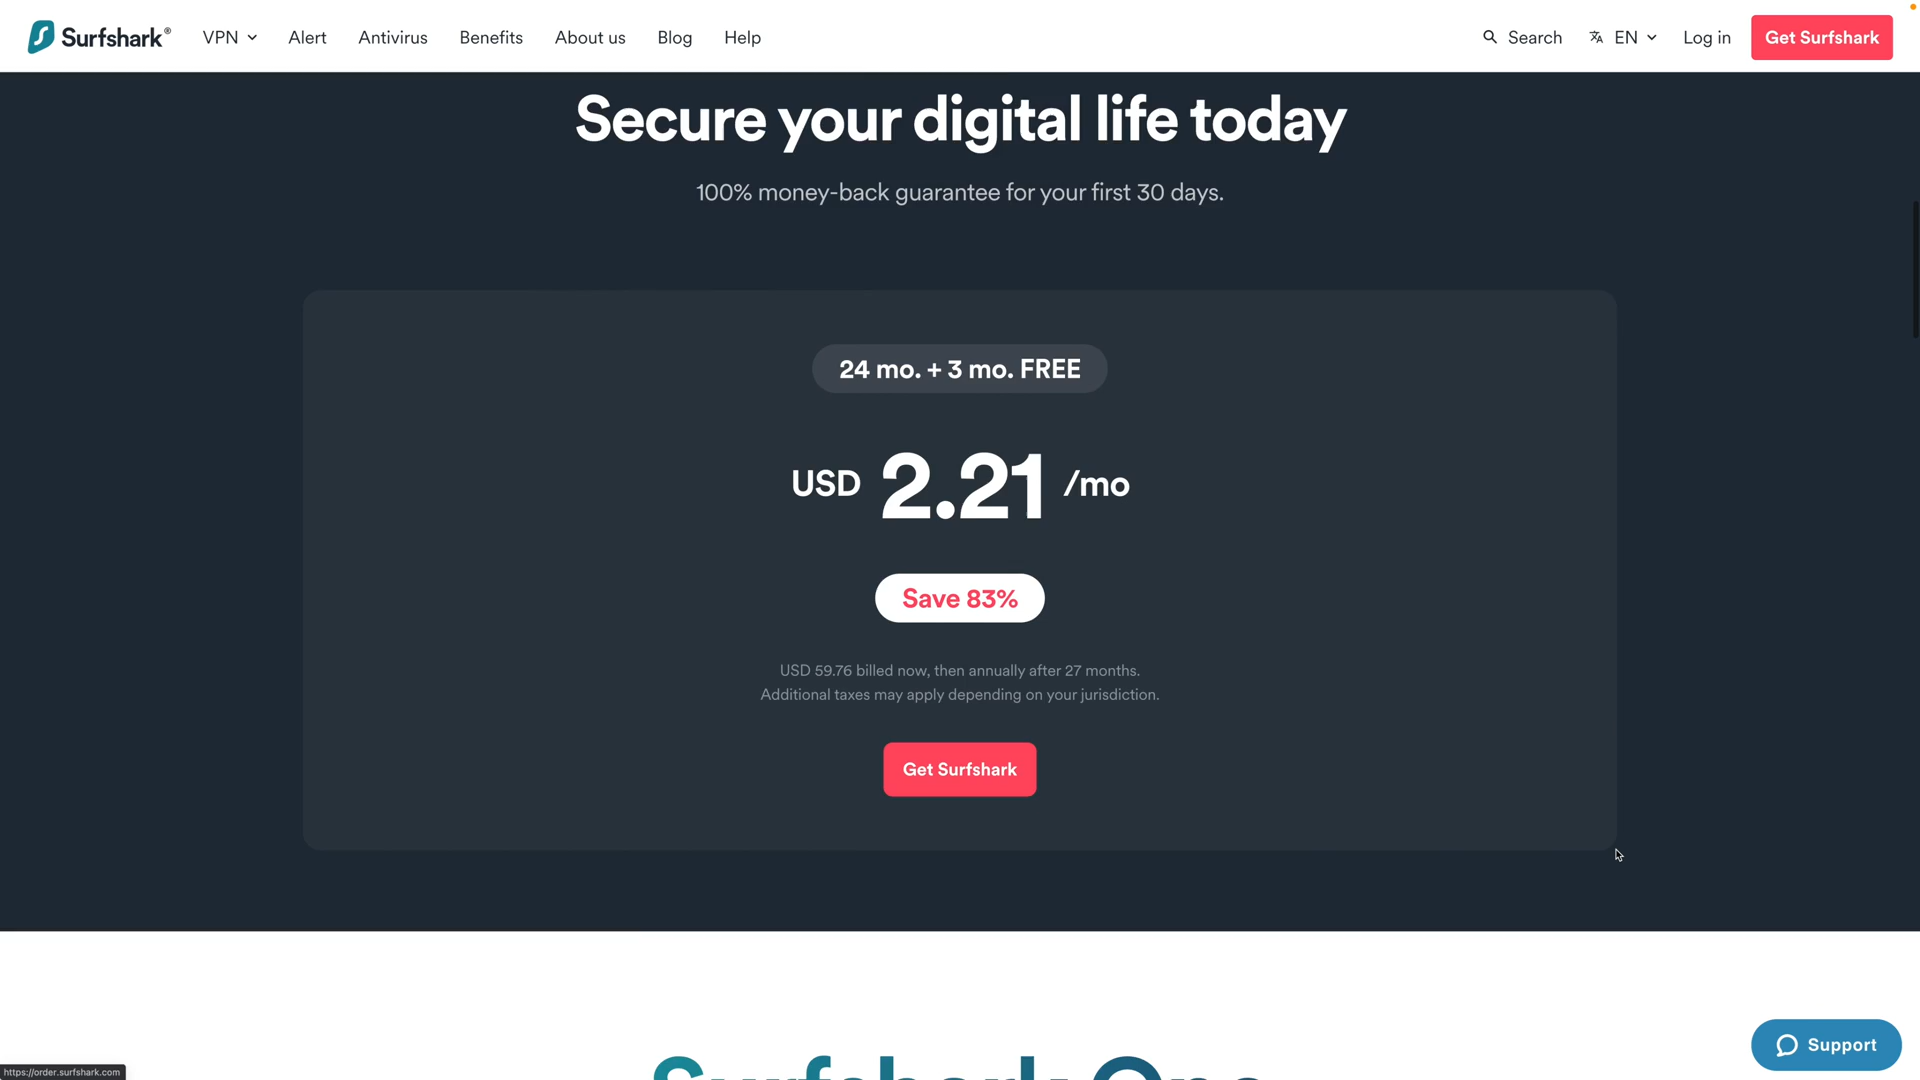 Surfshark®
VPN
Alert
Antivirus
Benefits
About us
Blog
Help
Search
EN
Log in
Get Surfshark
Secure your digital life today
100% money-back guarantee for your first 30 days.
24 mo. + 3 mo. FREE
USD 2.21 /mo
Save 83%
USD 59.76 billed now, then annually after 27 months.
Additional taxes may apply depending on your jurisdiction.
Get Surfshark
Surfshark One
Support
https://order.surfshark.com